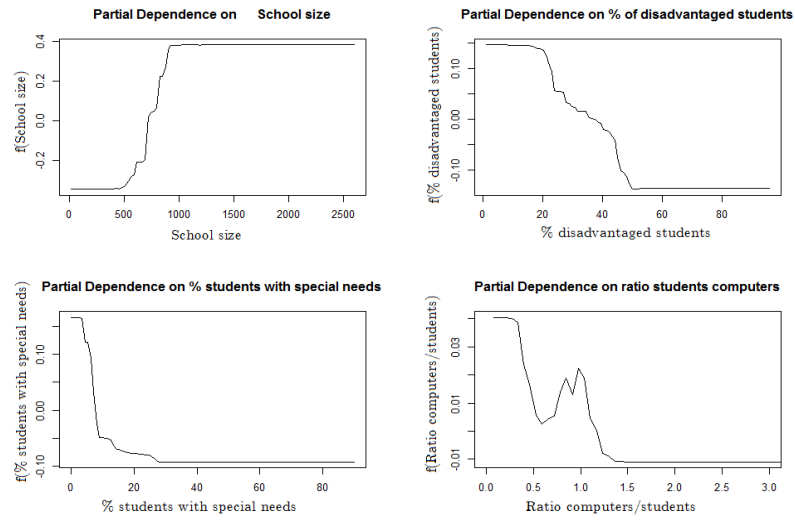 Partial Dependence on School size
f(School size)
0.4
0.2
0.0
-0.2
0 500 1000 1500 2000 2500
School size
Partial Dependence on % of disadvantaged students
f(% disadvantaged students)
0.10
0.00
-0.10
0 20 40 60 80
% disadvantaged students
Partial Dependence on % students with special needs
f(% students with special needs)
0.10
0.00
-0.10
0 20 40 60 80
% students with special needs
Partial Dependence on ratio students computers
f(Ratio computers/students)
0.03
0.01
-0.01
0.0 0.5 1.0 1.5 2.0 2.5 3.0
Ratio computers/students